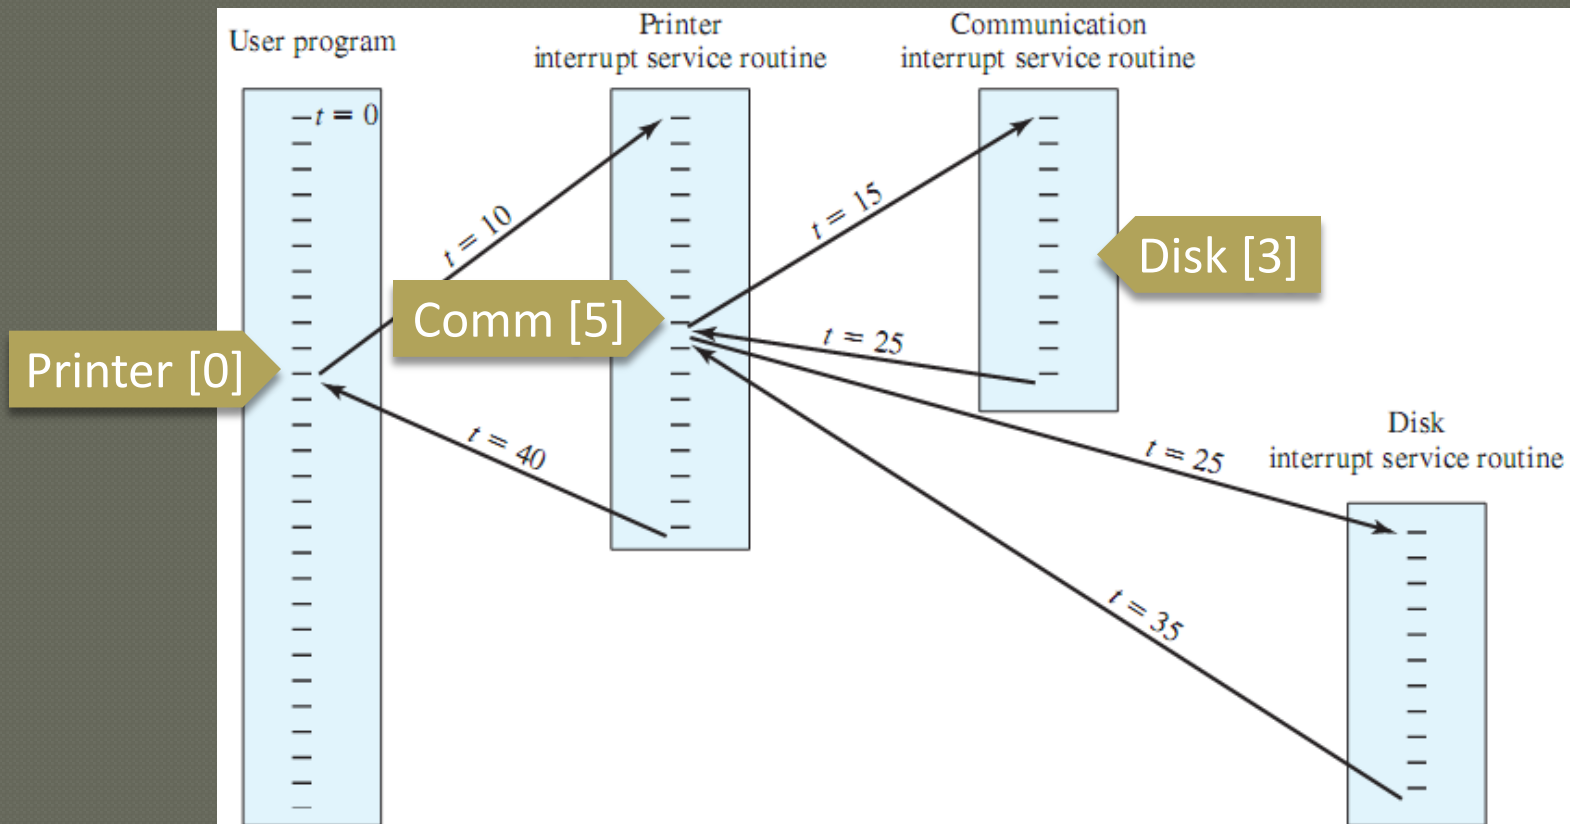 User program
Printer
interrupt service routine
Communication
interrupt service routine
t = 0
t = 10
t = 15
Disk [3]
Comm [5]
t = 25
Printer [0]
t = 40
t = 25
Disk
interrupt service routine
t = 35